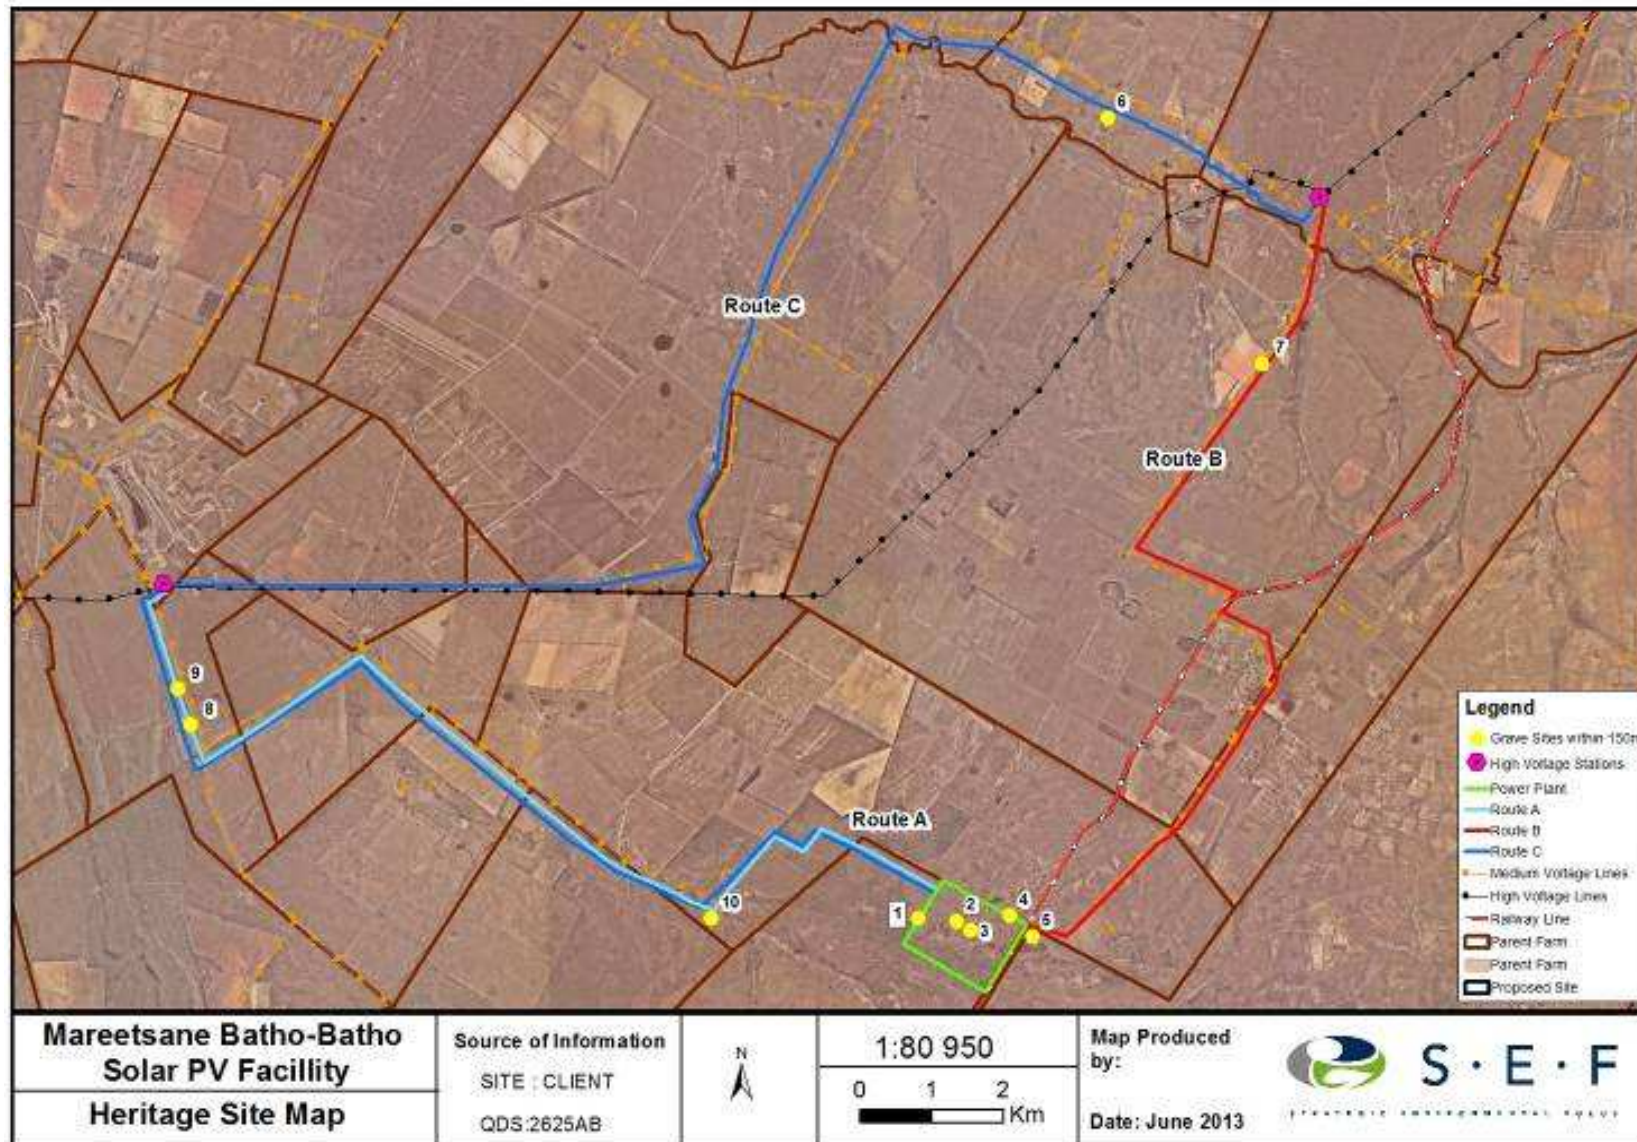 6
Route C
7
Route B
9
8
Route A
10
1
2
3
4
5
Legend
Grave Sites within 150m
High Voltage Stations
Power Plant
Route A
Route B
Route C
Medium Voltage Lines
High Voltage Lines
Railway Line
Parent Farm
Parent Farm
Proposed Site
Mareetsane Batho-Batho
Solar PV Facillity
Heritage Site Map
Source of Information
SITE : CLIENT
QDS:2625AB
N
1:80 950
0 1 2
Km
Map Produced
by:
Date: June 2013
S·E·F